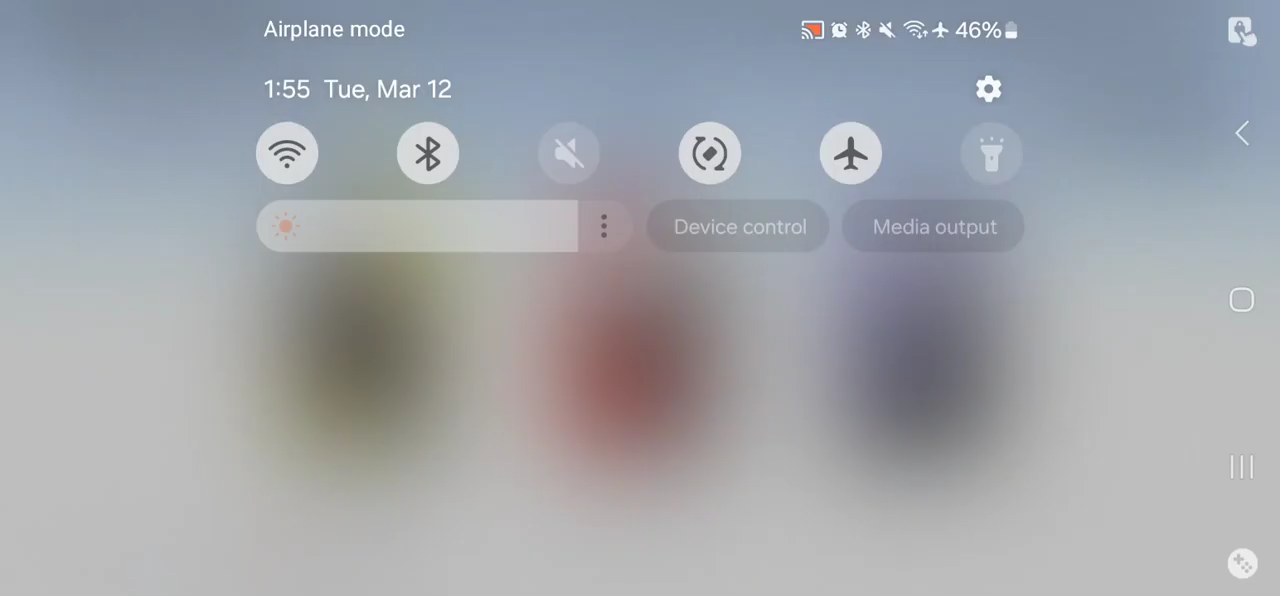 Airplane mode
46%
1:55 Tue, Mar 12
Device control
Media output